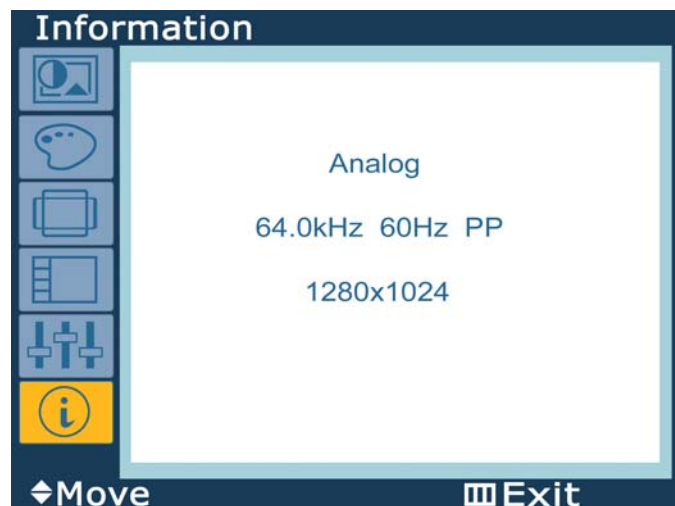 Information
Analog
64.0kHz 60Hz PP
1280x1024
Move Exit